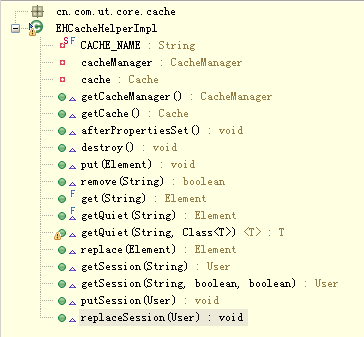 cn.com.ut.core.cache
EHCacheHelperImpl
S F CACHE_NAME : String
cacheManager : CacheManager
cache : Cache
getCacheManager() : CacheManager
getCache() : Cache
afterPropertiesSet() : void
destroy() : void
put(Element) : void
remove(String) : boolean
F get(String) : Element
F getQuiet(String) : Element
getQuiet(String, Class<T>) <T> : T
replace(Element) : Element
getSession(String) : User
getSession(String, boolean, boolean) : User
putSession(User) : void
replaceSession(User) : void